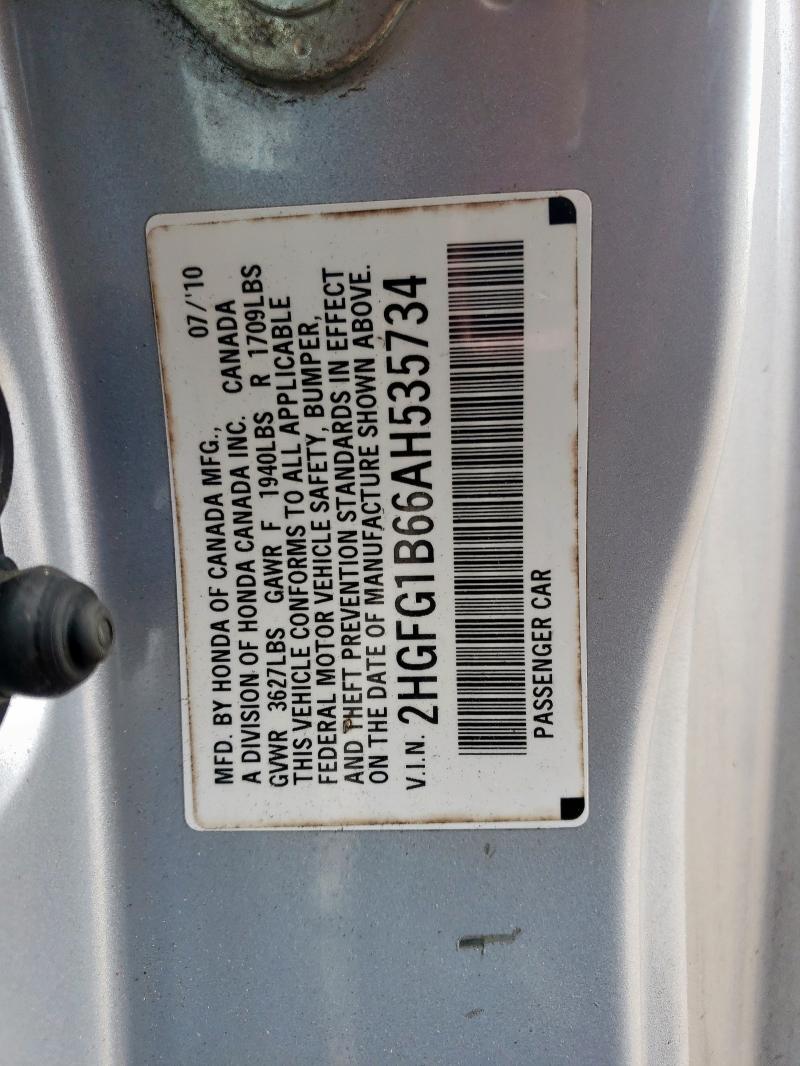 07/'10
MFD. BY HONDA OF CANADA MFG.,
A DIVISION OF HONDA CANADA INC. CANADA
GVWR 3627LBS GAWR F 1940LBS R 1709LBS
THIS VEHICLE CONFORMS TO ALL APPLICABLE
FEDERAL MOTOR VEHICLE SAFETY, BUMPER,
AND THEFT PREVENTION STANDARDS IN EFFECT
ON THE DATE OF MANUFACTURE SHOWN ABOVE.
V.I.N. 2HGFG1B66AH535734
PASSENGER CAR